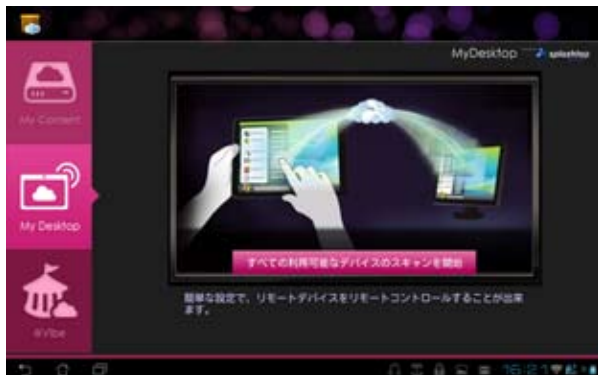 MyDesktop splashtop
My Content
My Desktop
@Vibe
すべての利用可能なデバイスのスキャンを開始
簡単な設定で、リモートデバイスをリモートコントロールすることが出来
ます。
16:21